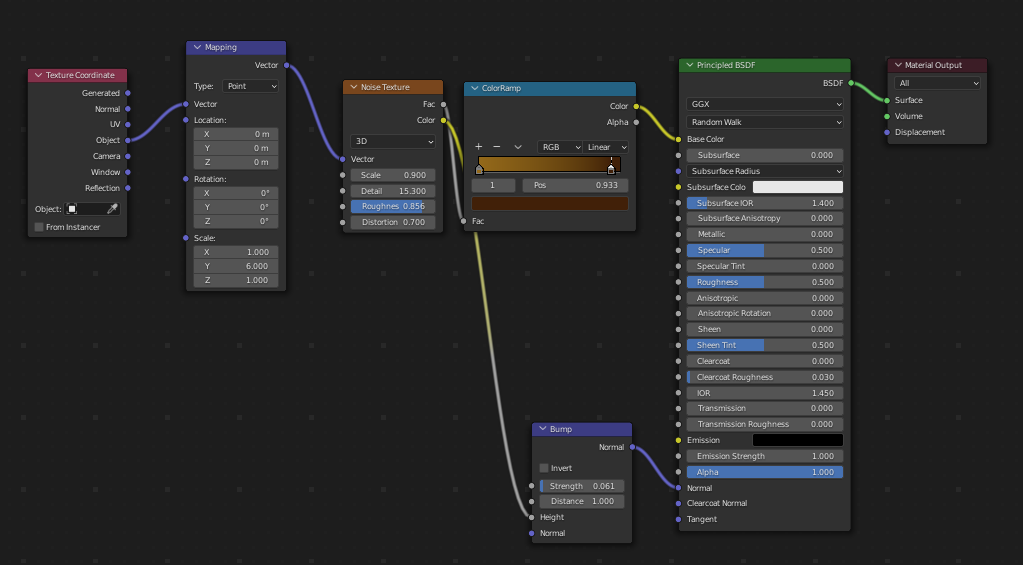 Texture Coordinate
Generated
Normal
UV
Object
Camera
Window
Reflection
Object:
From Instancer
Mapping
Vector
Type: Point
Vector
Location:
X 0 m
Y 0 m
Z 0 m
Rotation:
X 0°
Y 0°
Z 0°
Scale:
X 1.000
Y 6.000
Z 1.000
Noise Texture
Fac
Color
3D
Vector
Scale 0.900
Detail 15.300
Roughnes 0.856
Distortion 0.700
ColorRamp
Color
Alpha
RGB Linear
1 Pos 0.933
Fac
Bump
Normal
Invert
Strength 0.061
Distance 1.000
Height
Normal
Principled BSDF
BSDF
GGX
Random Walk
Base Color
Subsurface 0.000
Subsurface Radius
Subsurface Colo
Subsurface IOR 1.400
Subsurface Anisotropy 0.000
Metallic 0.000
Specular 0.500
Specular Tint 0.000
Roughness 0.500
Anisotropic 0.000
Anisotropic Rotation 0.000
Sheen 0.000
Sheen Tint 0.500
Clearcoat 0.000
Clearcoat Roughness 0.030
IOR 1.450
Transmission 0.000
Transmission Roughness 0.000
Emission
Emission Strength 1.000
Alpha 1.000
Normal
Clearcoat Normal
Tangent
Material Output
All
Surface
Volume
Displacement